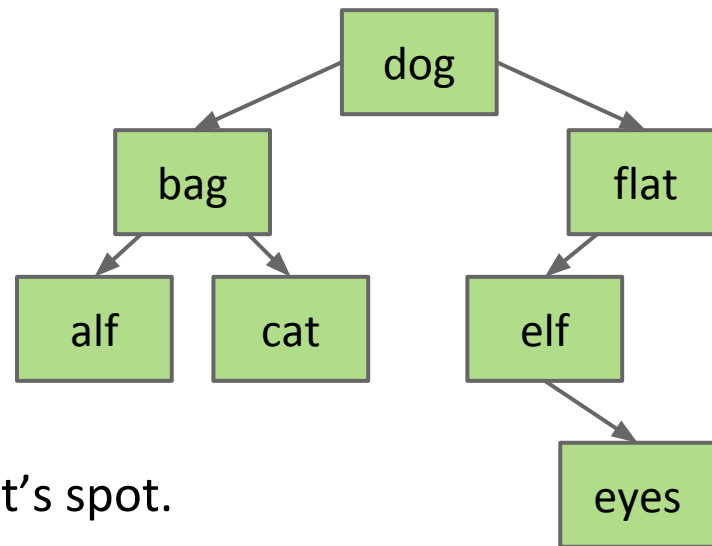 dog
bag flat
alf cat elf
t’s spot.
eyes